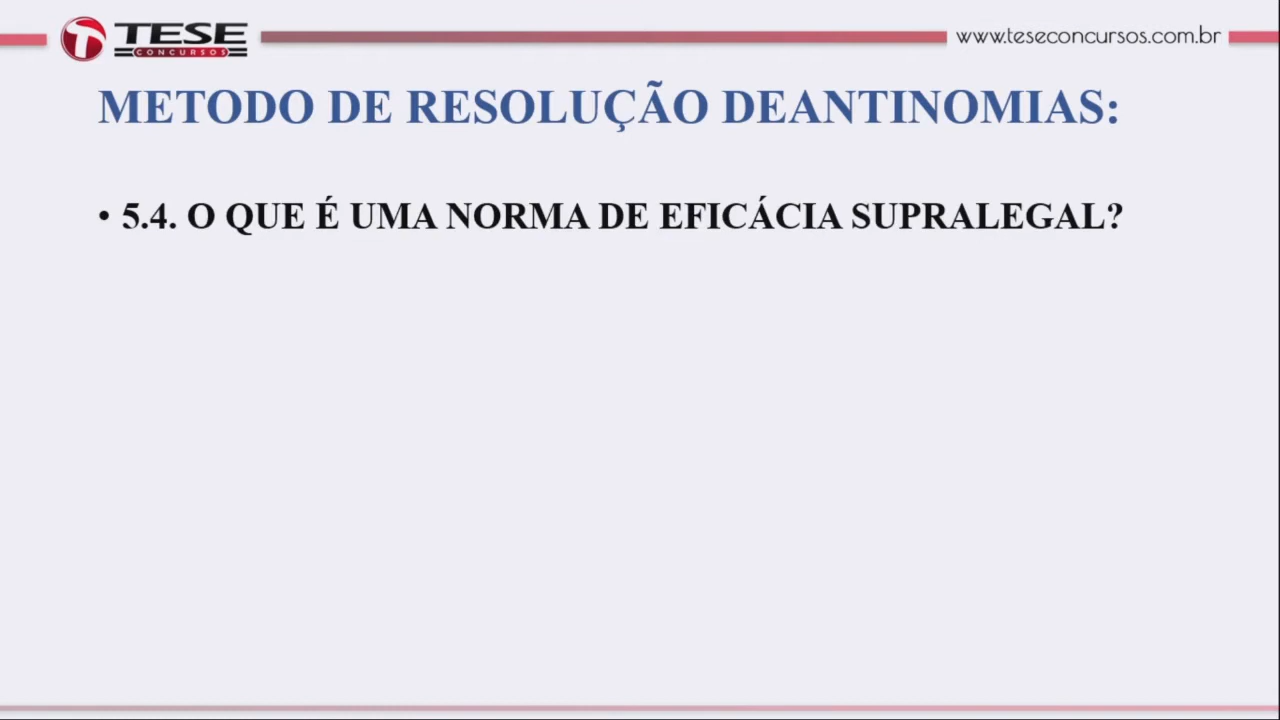 TESE
CONCURSOS
www.teseconcursos.com.br
METODO DE RESOLUÇÃO DEANTINOMIAS:
• 5.4. O QUE É UMA NORMA DE EFICÁCIA SUPRALEGAL?